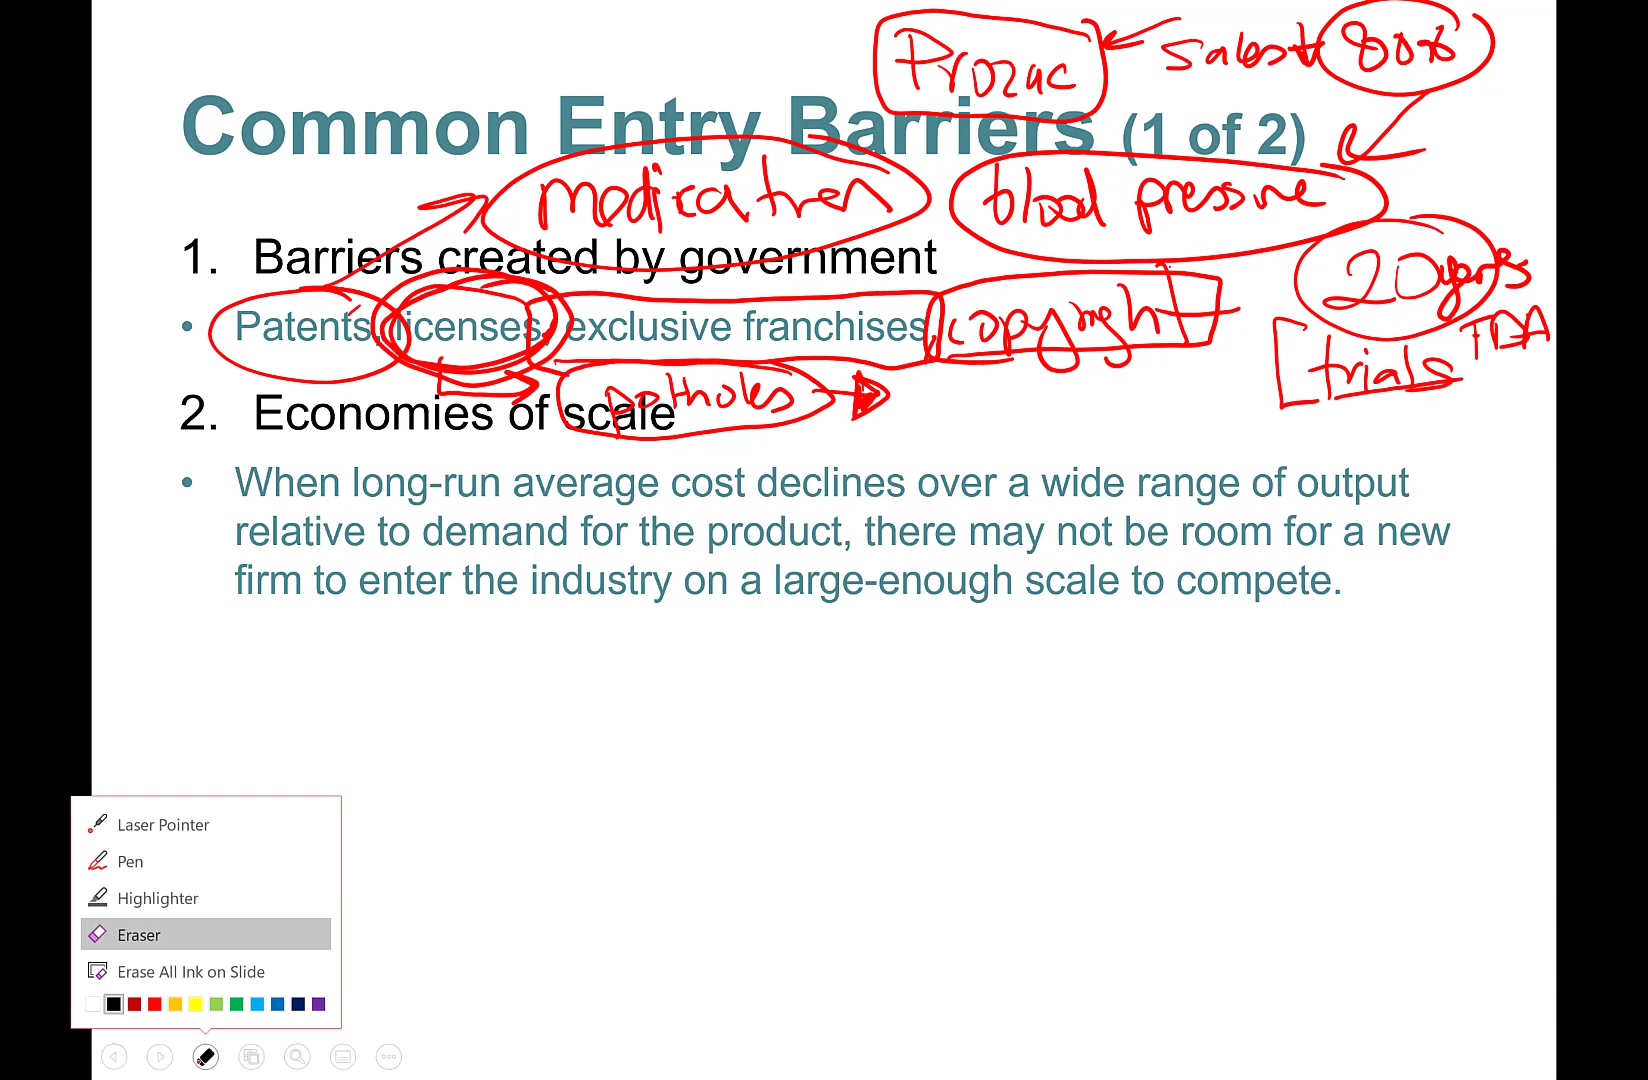 Prozac sales ↓ 80%
Common Entry Barriers (1 of 2)
medication blood pressure
1. Barriers created by government
20 years
• Patents, licenses, exclusive franchises, copyright
trials FDA
potholes
2. Economies of scale
• When long-run average cost declines over a wide range of output
relative to demand for the product, there may not be room for a new
firm to enter the industry on a large-enough scale to compete.
Laser Pointer
Pen
Highlighter
Eraser
Erase All Ink on Slide